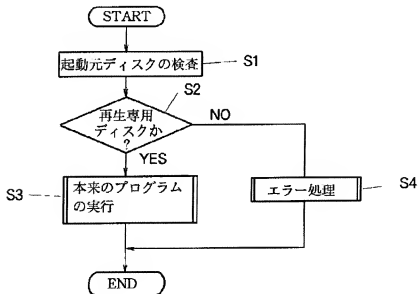 START
起動元ディスクの検査
S1
S2
再生専用
ディスクか
?
NO
YES
S3
本来のプログラム
の実行
エラー処理
S4
END